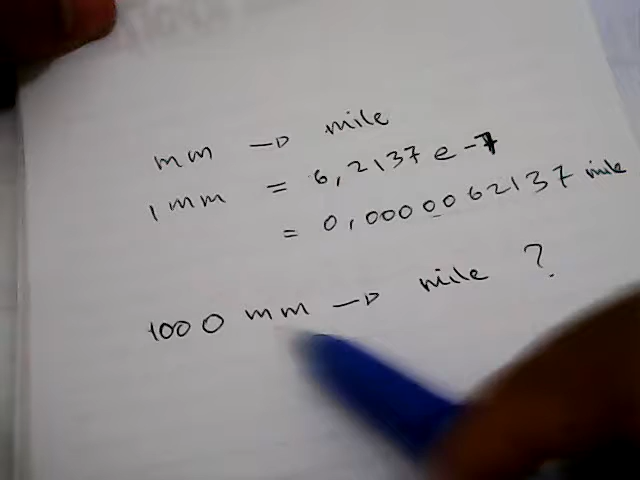 mm → mile
1 mm = 6,2137 e-7
= 0,00000062137 mile
1000 mm → mile ?